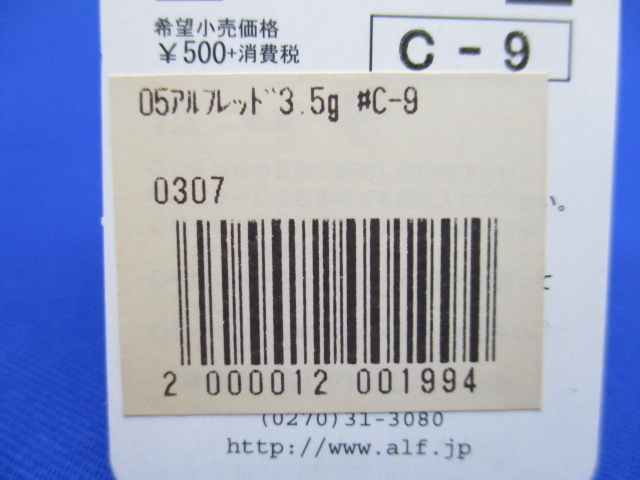 希望小売価格
¥500+消費税
C-9
05アルフレッド3.5g #C-9
0307
い。
2 000012 001994
(0270)31-3080
http://www.alf.jp